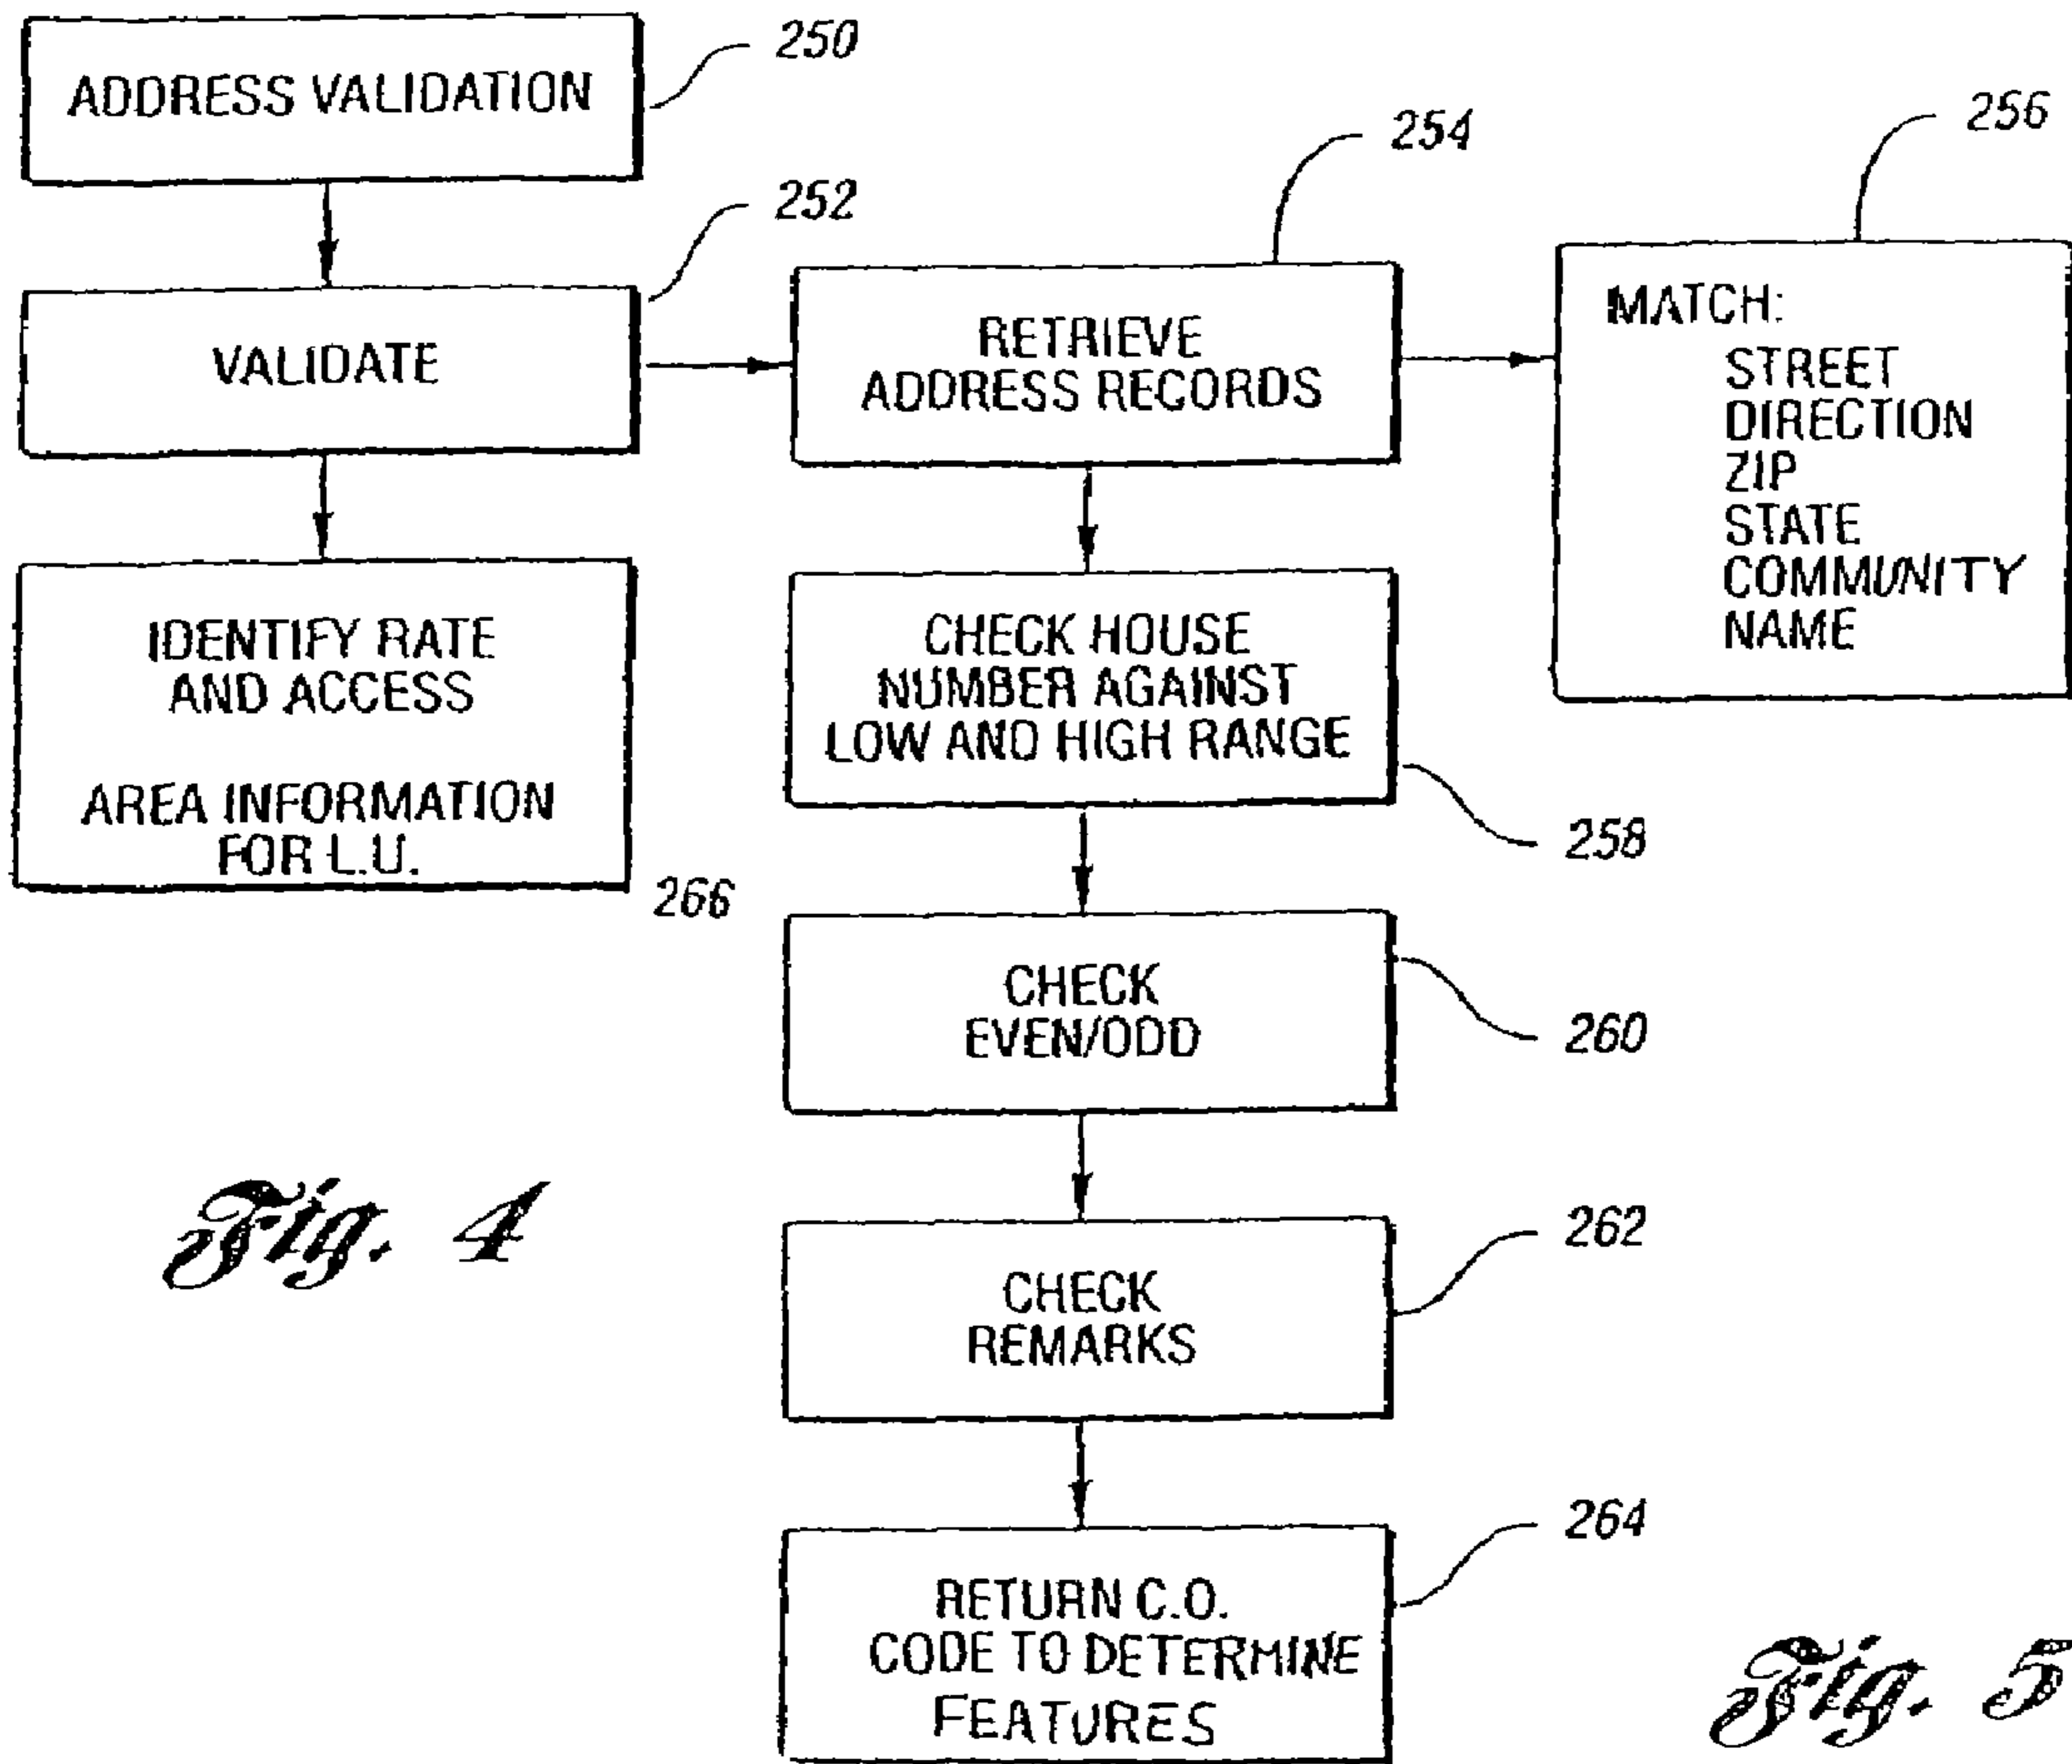 ADDRESS VALIDATION
250
VALIDATE
252
RETRIEVE
ADDRESS RECORDS
254
MATCH:
STREET
DIRECTION
ZIP
STATE
COMMUNITY
NAME
256
IDENTIFY RATE
AND ACCESS
AREA INFORMATION
FOR L.U.
266
CHECK HOUSE
NUMBER AGAINST
LOW AND HIGH RANGE
258
CHECK
EVEN/ODD
260
CHECK
REMARKS
262
RETURN C.O.
CODE TO DETERMINE
FEATURES
264
Fig. 4
Fig. 5